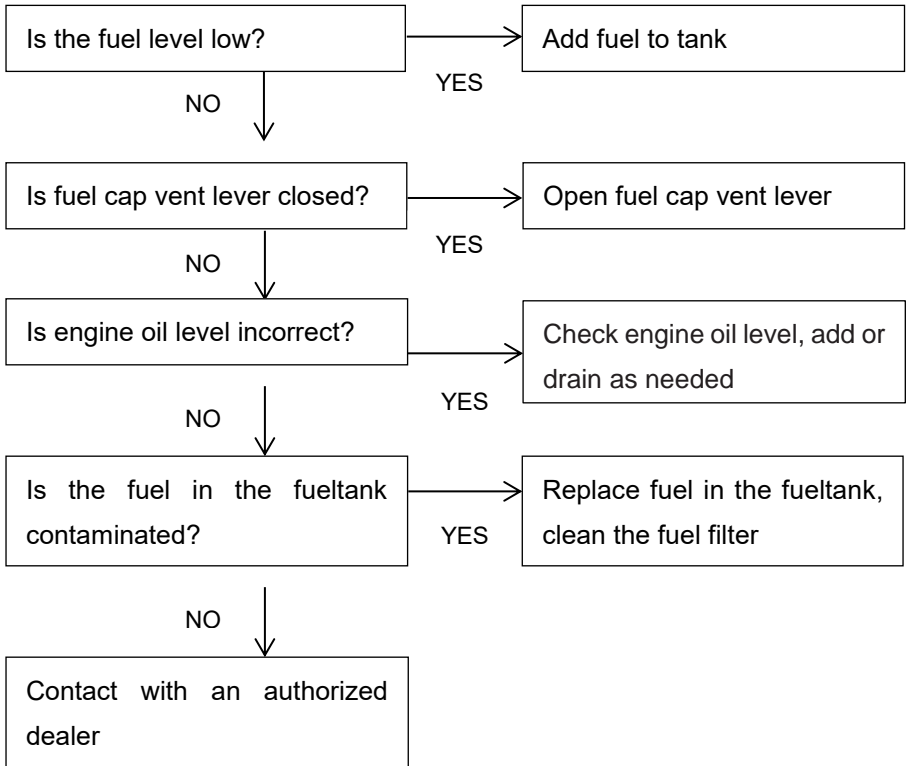 Is the fuel level low?
Add fuel to tank
YES
NO
Is fuel cap vent lever closed?
Open fuel cap vent lever
YES
NO
Is engine oil level incorrect?
Check engine oil level, add or
drain as needed
YES
NO
Is the fuel in the fueltank
contaminated?
Replace fuel in the fueltank,
clean the fuel filter
YES
NO
Contact with an authorized
dealer